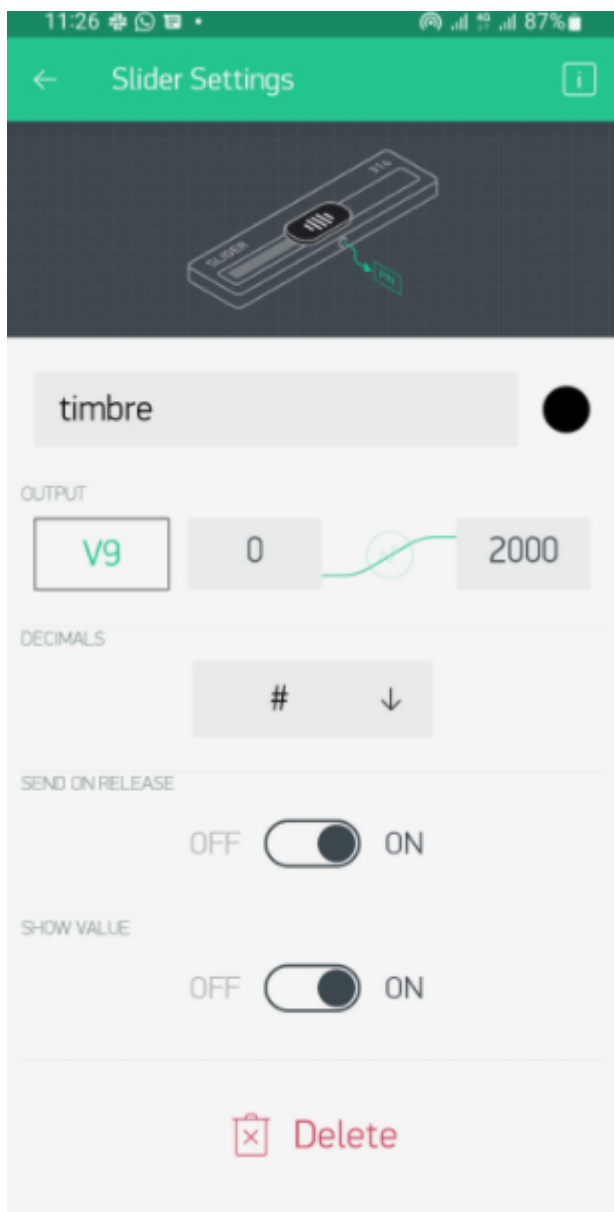 11:26 87%
Slider Settings
SLIDER 314
PIN
timbre
OUTPUT
V9 0 2000
DECIMALS
# ↓
SEND ON RELEASE
OFF ON
SHOW VALUE
OFF ON
Delete